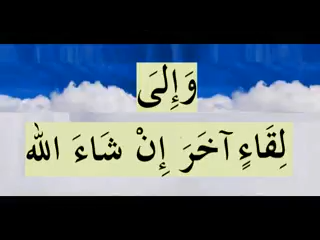 وَإِلَى
لِقَاءٍ آخَرَ إِنْ شَاءَ الله